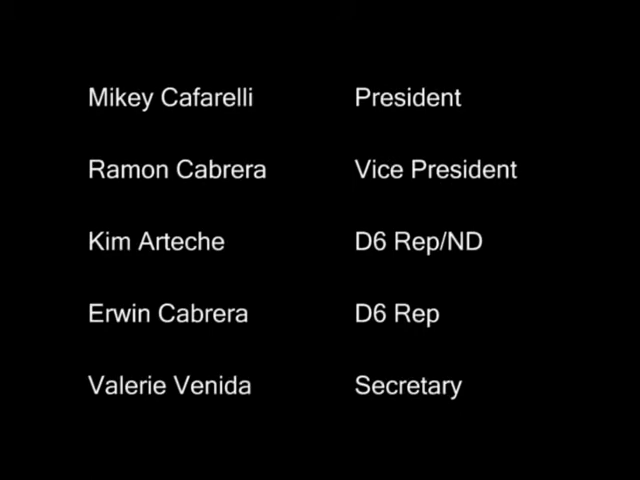 Mikey Cafarelli President
Ramon Cabrera Vice President
Kim Arteche D6 Rep/ND
Erwin Cabrera D6 Rep
Valerie Venida Secretary